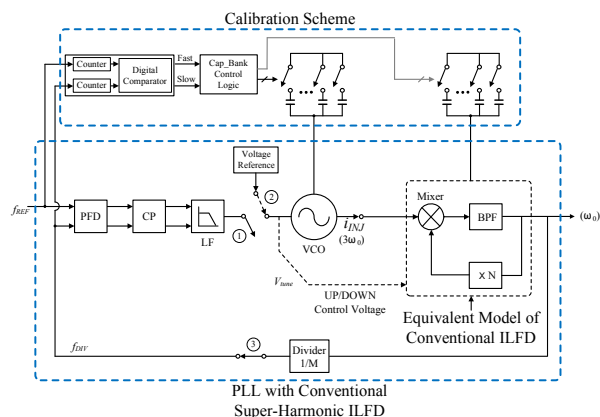 Calibration Scheme
Counter
Counter
Digital
Comparator
Fast
Slow
Cap_Bank
Control
Logic
Voltage
Reference
fREF
PFD
CP
LF
1
2
VCO
iINJ
(3ω0)
Mixer
BPF
(ω0)
X N
Vtune
UP/DOWN
Control Voltage
Equivalent Model of
Conventional ILFD
fDIV
3
Divider
1/M
PLL with Conventional
Super-Harmonic ILFD